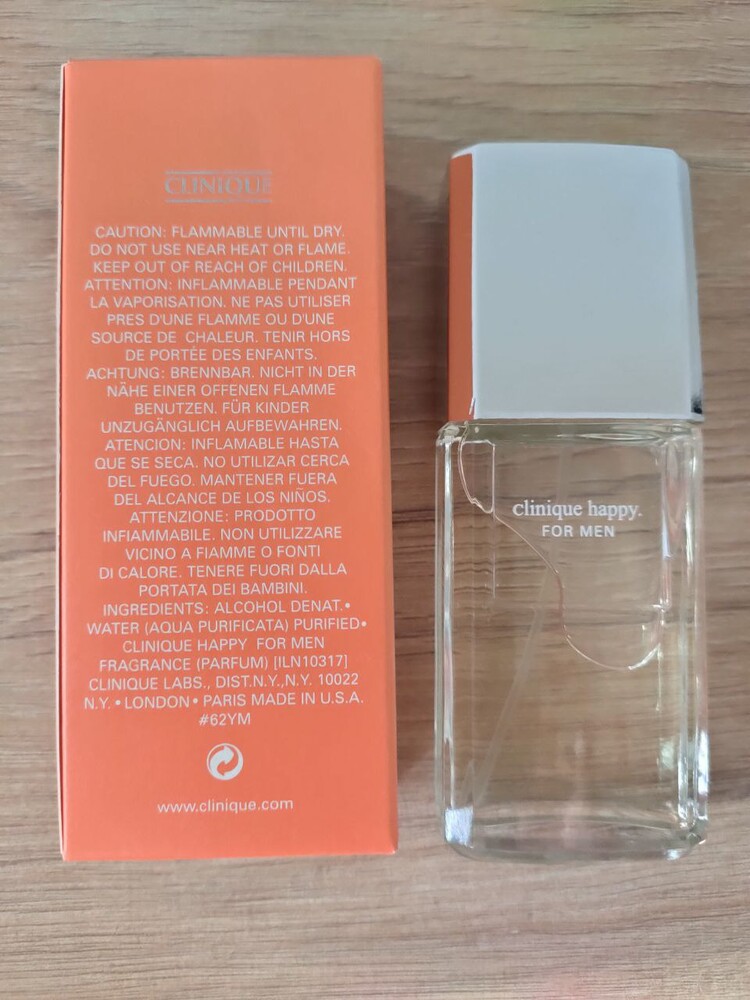 CLINIQUE
CAUTION: FLAMMABLE UNTIL DRY.
DO NOT USE NEAR HEAT OR FLAME.
KEEP OUT OF REACH OF CHILDREN.
ATTENTION: INFLAMMABLE PENDANT
LA VAPORISATION. NE PAS UTILISER
PRES D'UNE FLAMME OU D'UNE
SOURCE DE CHALEUR. TENIR HORS
DE PORTÉE DES ENFANTS.
ACHTUNG: BRENNBAR. NICHT IN DER
NÄHE EINER OFFENEN FLAMME
BENUTZEN. FÜR KINDER
UNZUGÄNGLICH AUFBEWAHREN.
ATENCION: INFLAMABLE HASTA
QUE SE SECA. NO UTILIZAR CERCA
DEL FUEGO. MANTENER FUERA
DEL ALCANCE DE LOS NIÑOS.
ATTENZIONE: PRODOTTO
INFIAMMABILE. NON UTILIZZARE
VICINO A FIAMME O FONTI
DI CALORE. TENERE FUORI DALLA
PORTATA DEI BAMBINI.
INGREDIENTS: ALCOHOL DENAT.•
WATER (AQUA PURIFICATA) PURIFIED•
CLINIQUE HAPPY FOR MEN
FRAGRANCE (PARFUM) [ILN10317]
CLINIQUE LABS., DIST.N.Y.,N.Y. 10022
N.Y. • LONDON • PARIS MADE IN U.S.A.
#62YM
www.clinique.com
clinique happy.
FOR MEN